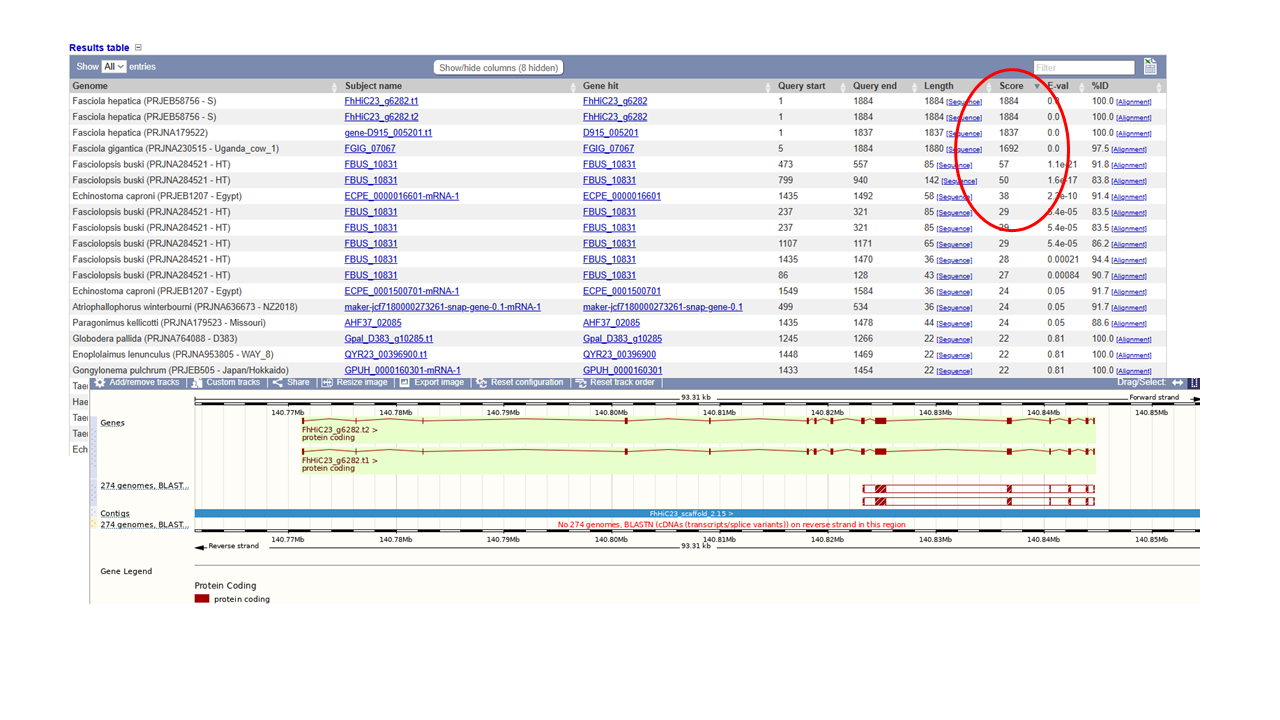 Results table
Show All entries Show/hide columns (8 hidden) Filter
Genome Subject name Gene hit Query start Query end Length Score E-val %ID
Fasciola hepatica (PRJEB58756 - S) FhHiC23_g6282.t1 FhHiC23_g6282 1 1884 1884 [Sequence] 1884 0.0 100.0 [Alignment]
Fasciola hepatica (PRJEB58756 - S) FhHiC23_g6282.t2 FhHiC23_g6282 1 1884 1884 [Sequence] 1884 0.0 100.0 [Alignment]
Fasciola hepatica (PRJNA179522) gene-D915_005201.t1 D915_005201 1 1837 1837 [Sequence] 1837 0.0 100.0 [Alignment]
Fasciola gigantica (PRJNA230515 - Uganda_cow_1) FGIG_07067 FGIG_07067 5 1884 1880 [Sequence] 1692 0.0 97.5 [Alignment]
Fasciolopsis buski (PRJNA284521 - HT) FBUS_10831 FBUS_10831 473 557 85 [Sequence] 57 1.1e-21 91.8 [Alignment]
Fasciolopsis buski (PRJNA284521 - HT) FBUS_10831 FBUS_10831 799 940 142 [Sequence] 50 1.6e-17 83.8 [Alignment]
Echinostoma caproni (PRJEB1207 - Egypt) ECPE_0000016601-mRNA-1 ECPE_0000016601 1435 1492 58 [Sequence] 38 91.4 [Alignment]
Fasciolopsis buski (PRJNA284521 - HT) FBUS_10831 FBUS_10831 237 321 85 [Sequence] 29 5.4e-05 83.5 [Alignment]
Fasciolopsis buski (PRJNA284521 - HT) FBUS_10831 FBUS_10831 237 321 85 [Sequence] 29 5.4e-05 83.5 [Alignment]
Fasciolopsis buski (PRJNA284521 - HT) FBUS_10831 FBUS_10831 1107 1171 65 [Sequence] 29 5.4e-05 86.2 [Alignment]
Fasciolopsis buski (PRJNA284521 - HT) FBUS_10831 FBUS_10831 1435 1470 36 [Sequence] 28 0.00021 94.4 [Alignment]
Fasciolopsis buski (PRJNA284521 - HT) FBUS_10831 FBUS_10831 86 128 43 [Sequence] 27 0.00084 90.7 [Alignment]
Echinostoma caproni (PRJEB1207 - Egypt) ECPE_0001500701-mRNA-1 ECPE_0001500701 1549 1584 36 [Sequence] 24 0.05 91.7 [Alignment]
Atriophallophorus winterbourni (PRJNA636673 - NZ2018) maker-jcf7180000273261-snap-gene-0.1-mRNA-1 maker-jcf7180000273261-snap-gene-0.1 499 534 36 [Sequence] 24 0.05 91.7 [Alignment]
Paragonimus kellicotti (PRJNA179523 - Missouri) AHF37_02085 AHF37_02085 1435 1478 44 [Sequence] 24 0.05 88.6 [Alignment]
Globodera pallida (PRJNA764088 - D383) Gpal_D383_g10285.t1 Gpal_D383_g10285 1245 1266 22 [Sequence] 22 0.81 100.0 [Alignment]
Enoplolaimus lenunculus (PRJNA953805 - WAY_8) QYR23_00396900.t1 QYR23_00396900 1448 1469 22 [Sequence] 22 0.81 100.0 [Alignment]
Gongylonema pulchrum (PRJEB505 - Japan/Hokkaido) GPUH_0000160301-mRNA-1 GPUH_0000160301 1433 1454 22 [Sequence] 22 0.81 100.0 [Alignment]
Tae
Hae
Tae
Tae
Ech
Add/remove tracks Custom tracks Share Resize image Export image Reset configuration Reset track order Drag/Select:
93.31 kb Forward strand
140.77Mb 140.78Mb 140.79Mb 140.80Mb 140.81Mb 140.82Mb 140.83Mb 140.84Mb 140.85Mb
Genes
FhHiC23_g6282.t2 >
protein coding
FhHiC23_g6282.t1 >
protein coding
274 genomes, BLAST...
Contigs FhHiC23_scaffold_2.15 >
274 genomes, BLAST... No 274 genomes, BLASTN (cDNAs (transcripts/splice variants)) on reverse strand in this region
140.77Mb 140.78Mb 140.79Mb 140.80Mb 140.81Mb 140.82Mb 140.83Mb 140.84Mb 140.85Mb
Reverse strand 93.31 kb
Gene Legend
Protein Coding
protein coding